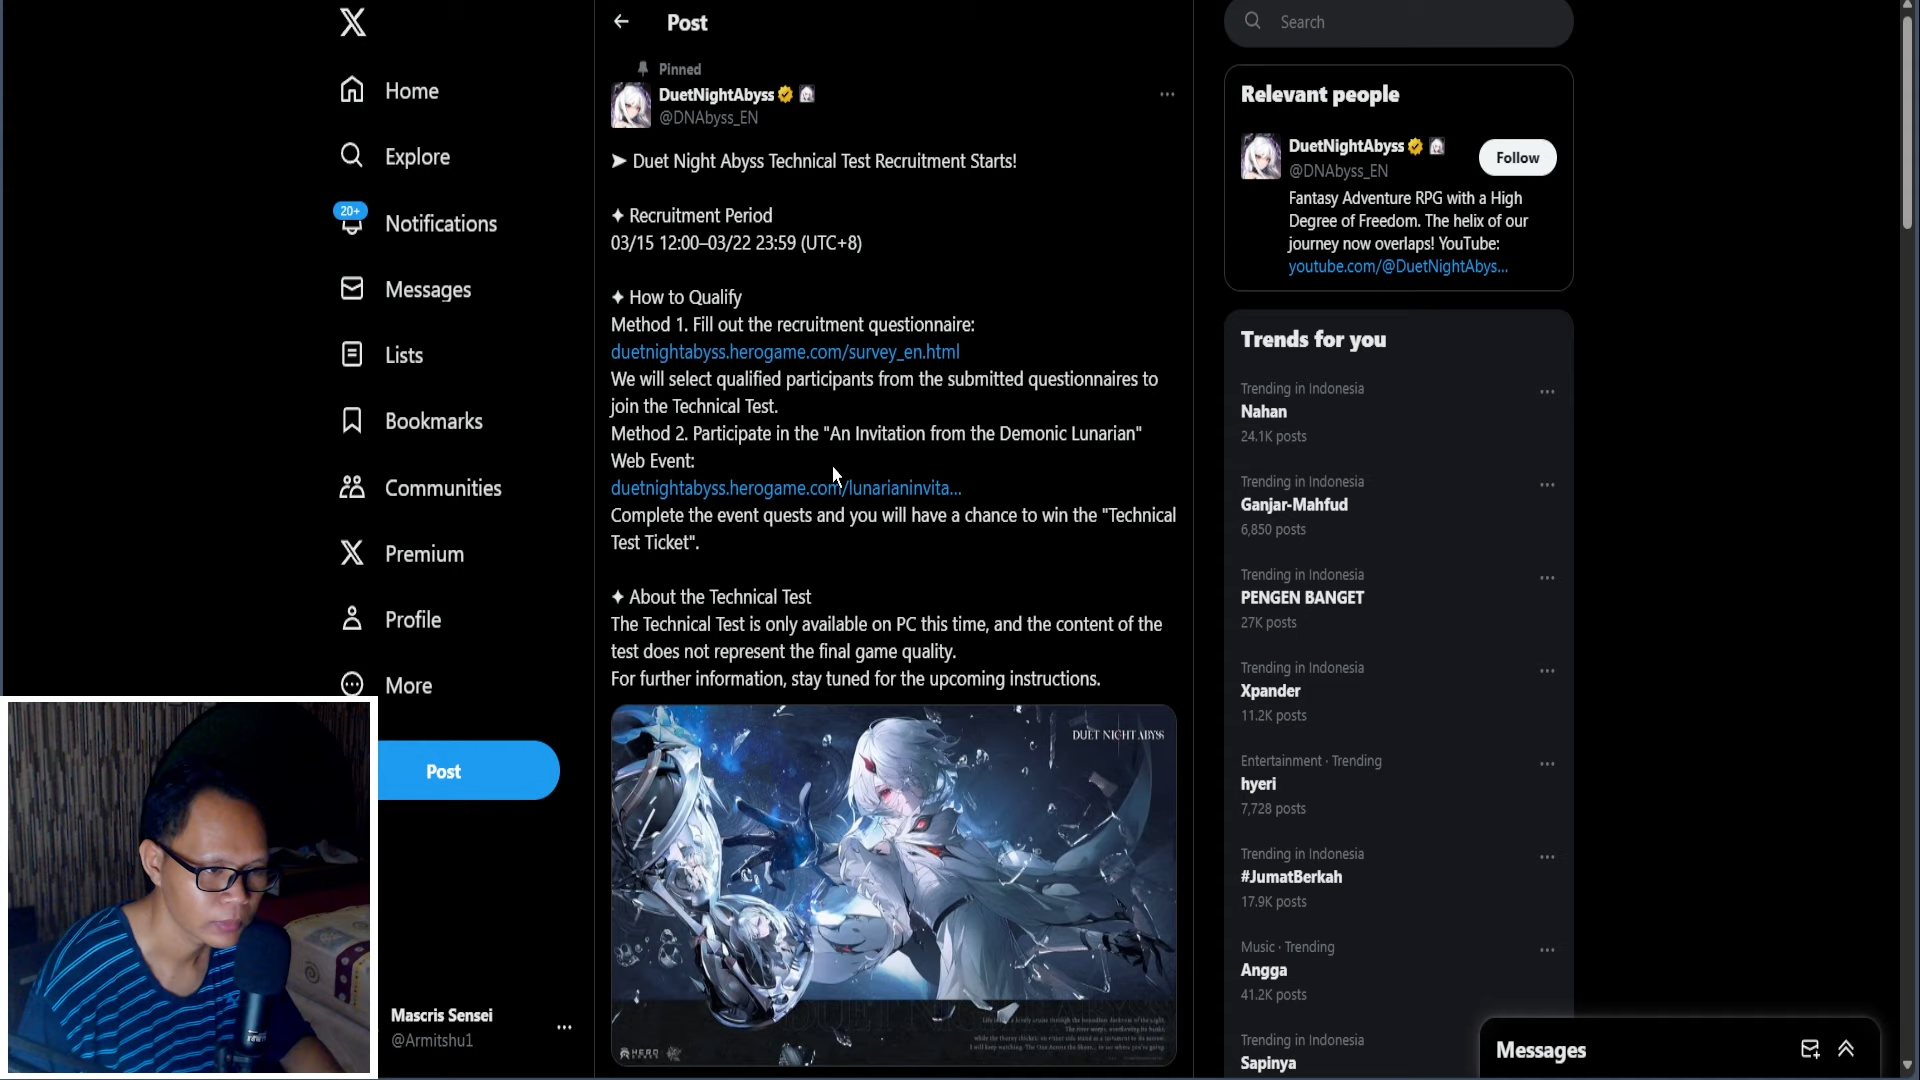 Home
Explore
20+
Notifications
Messages
Lists
Bookmarks
Communities
Premium
Profile
More
Post
Mascris Sensei
@Armitshu1
Post
Pinned
DuetNightAbyss
@DNAbyss_EN
➤ Duet Night Abyss Technical Test Recruitment Starts!
✦ Recruitment Period
03/15 12:00–03/22 23:59 (UTC+8)
✦ How to Qualify
Method 1. Fill out the recruitment questionnaire:
duetnightabyss.herogame.com/survey_en.html
We will select qualified participants from the submitted questionnaires to
join the Technical Test.
Method 2. Participate in the "An Invitation from the Demonic Lunarian"
Web Event:
duetnightabyss.herogame.com/lunarianinvita...
Complete the event quests and you will have a chance to win the "Technical
Test Ticket".
✦ About the Technical Test
The Technical Test is only available on PC this time, and the content of the
test does not represent the final game quality.
For further information, stay tuned for the upcoming instructions.
DUET NIGHT ABYSS
HERO
Search
Relevant people
DuetNightAbyss
@DNAbyss_EN
Follow
Fantasy Adventure RPG with a High
Degree of Freedom. The helix of our
journey now overlaps! YouTube:
youtube.com/@DuetNightAbys...
Trends for you
Trending in Indonesia
Nahan
24.1K posts
Trending in Indonesia
Ganjar-Mahfud
6,850 posts
Trending in Indonesia
PENGEN BANGET
27K posts
Trending in Indonesia
Xpander
11.2K posts
Entertainment · Trending
hyeri
7,728 posts
Trending in Indonesia
#JumatBerkah
17.9K posts
Music · Trending
Angga
41.2K posts
Trending in Indonesia
Sapinya
Messages